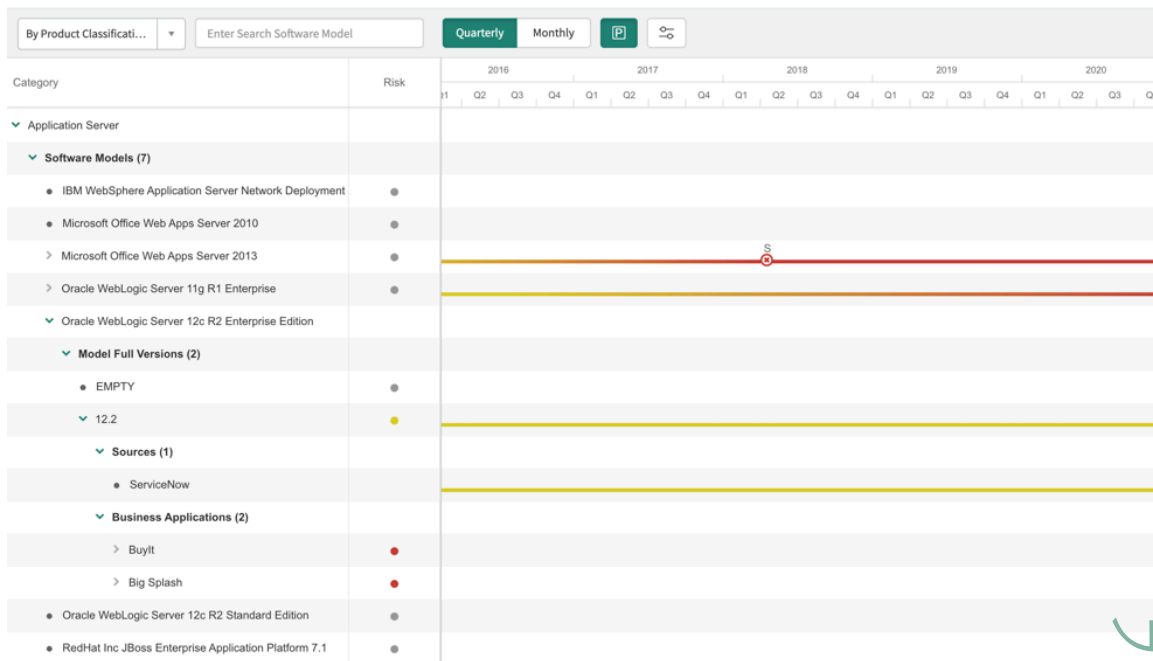 By Product Classificati... Enter Search Software Model Quarterly Monthly P
Category Risk 2016 2017 2018 2019 2020
Q2 Q3 Q4 Q1 Q2 Q3 Q4 Q1 Q2 Q3 Q4 Q1 Q2 Q3 Q4 Q1 Q2 Q3
Application Server
Software Models (7)
IBM WebSphere Application Server Network Deployment
Microsoft Office Web Apps Server 2010
Microsoft Office Web Apps Server 2013 S
Oracle WebLogic Server 11g R1 Enterprise
Oracle WebLogic Server 12c R2 Enterprise Edition
Model Full Versions (2)
EMPTY
12.2
Sources (1)
ServiceNow
Business Applications (2)
BuyIt
Big Splash
Oracle WebLogic Server 12c R2 Standard Edition
RedHat Inc JBoss Enterprise Application Platform 7.1